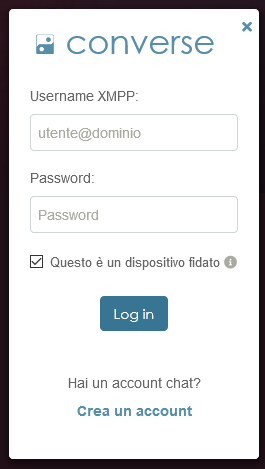 converse
Username XMPP:
utente@dominio
Password:
Password
Questo è un dispositivo fidato
Log in
Hai un account chat?
Crea un account